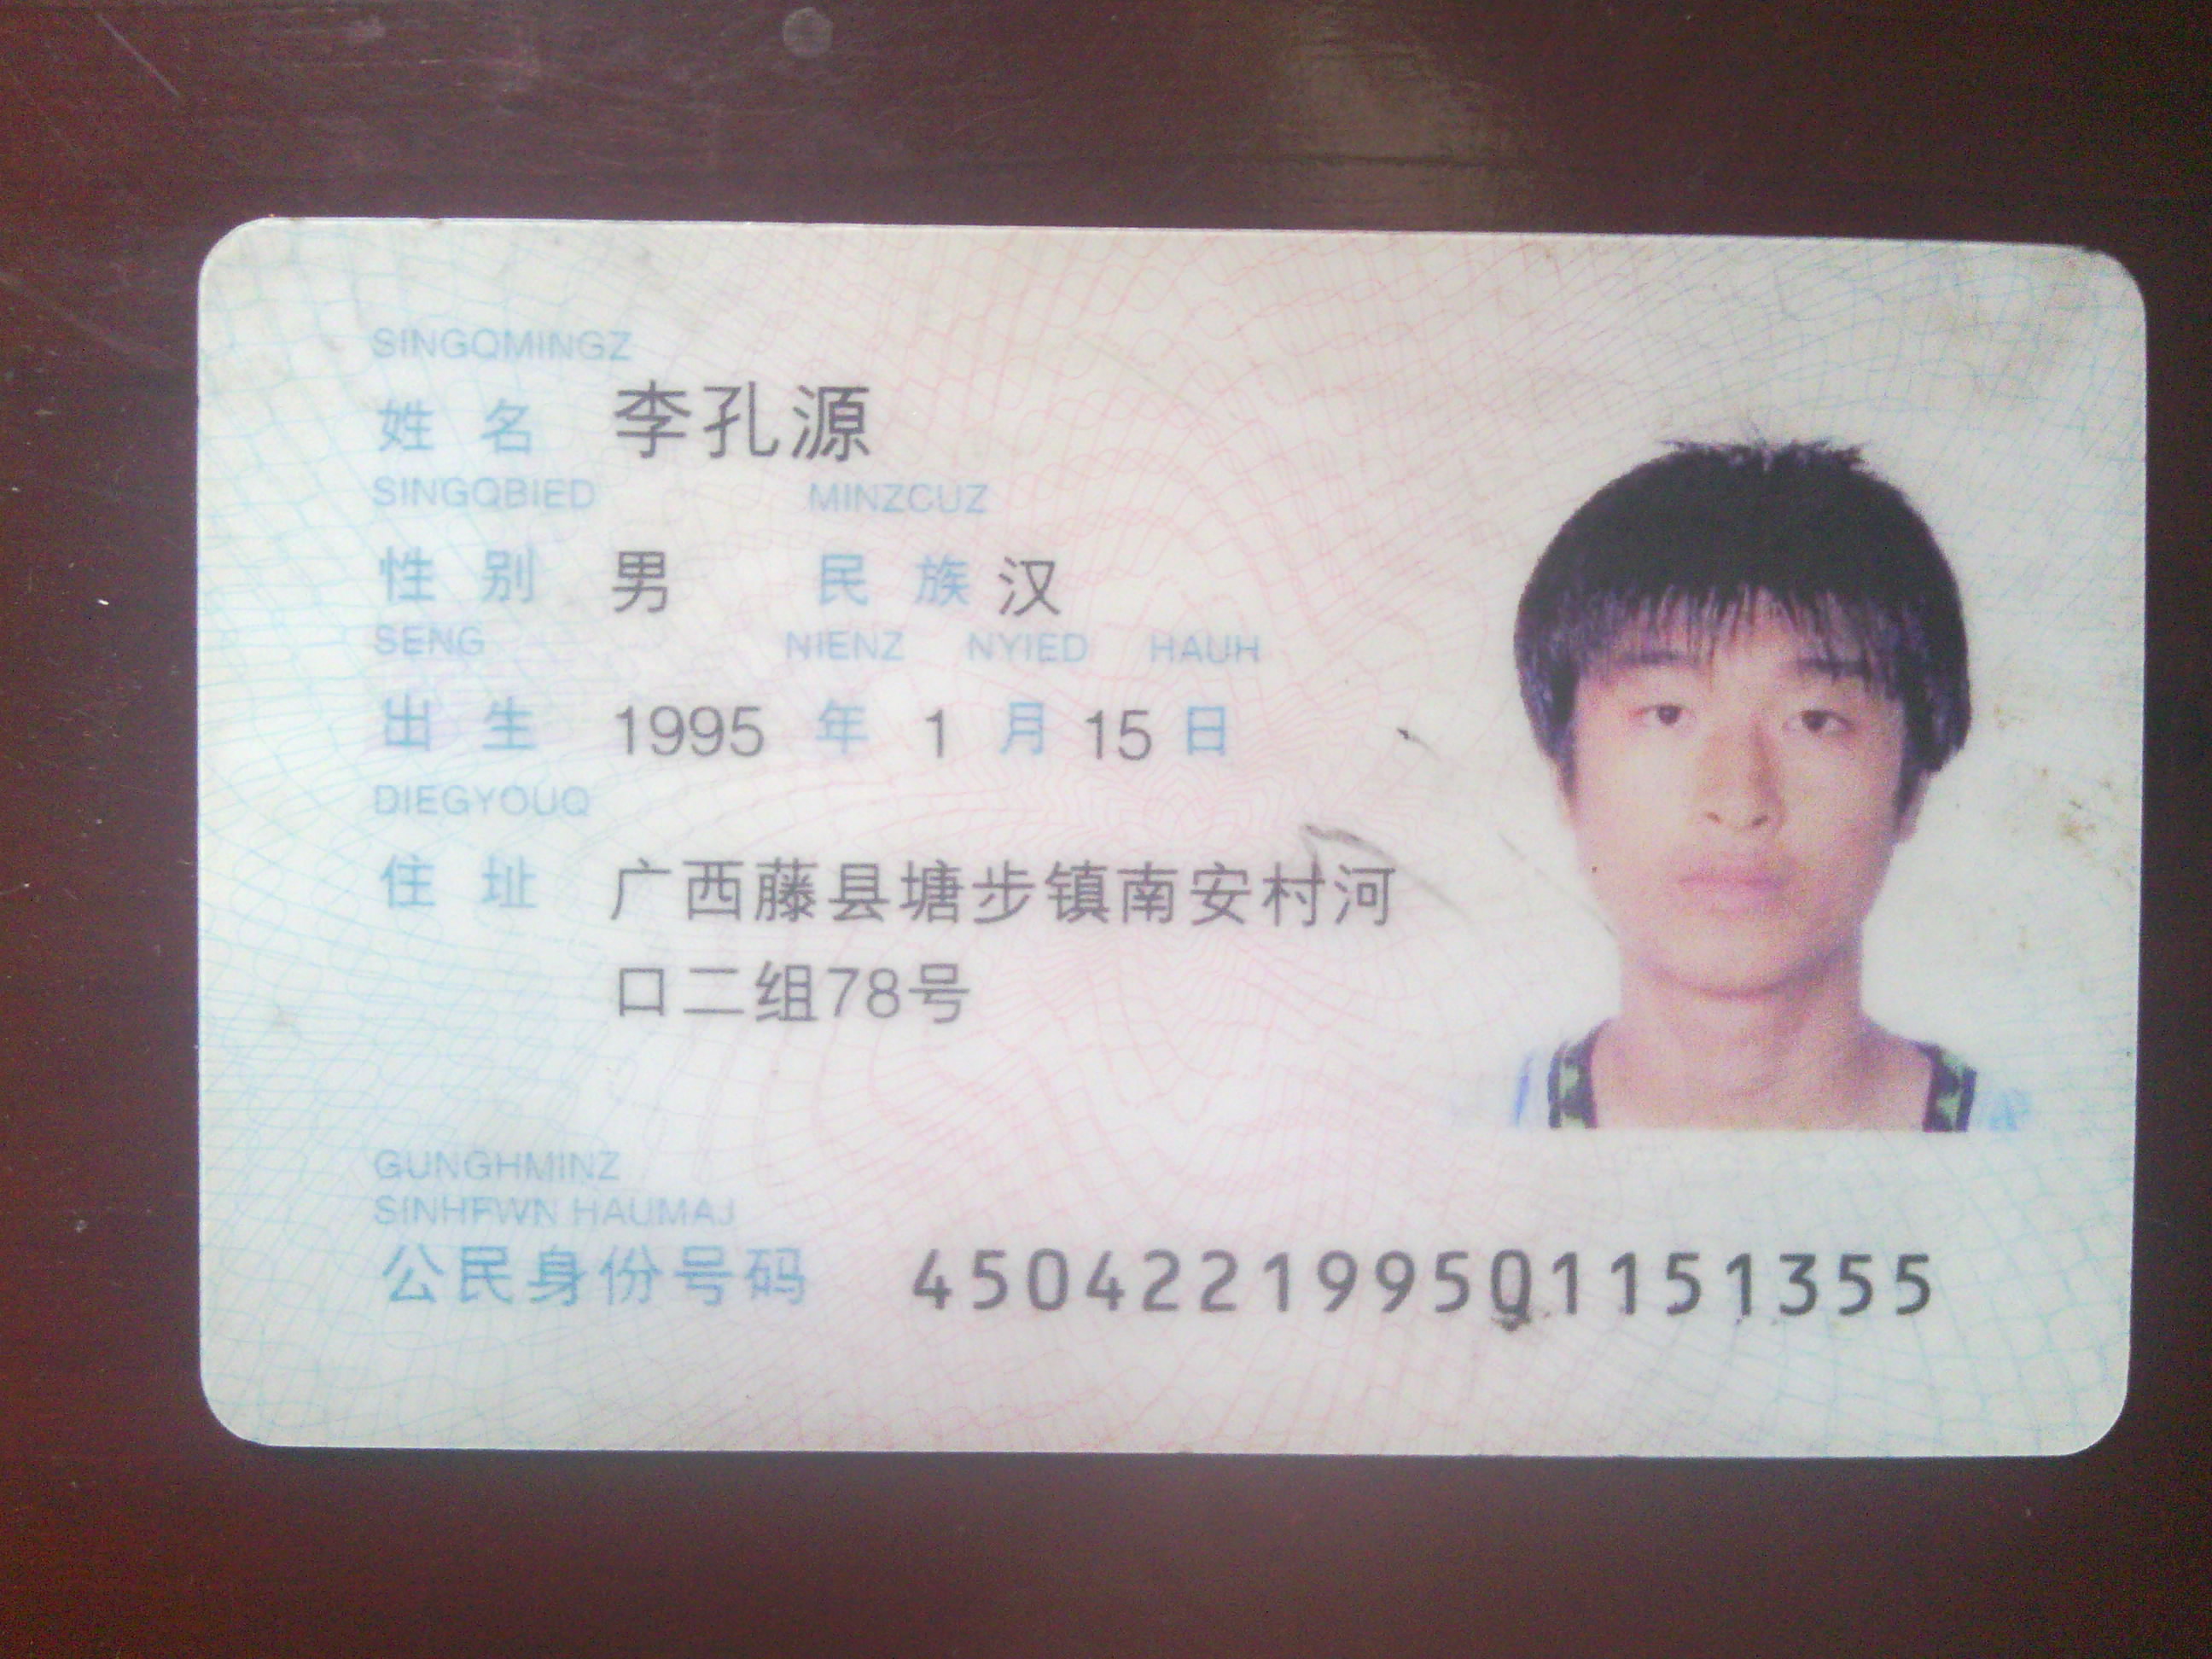 SINGQMINGZ
姓 名 李孔源
SINGQBIED MINZCUZ
性 别 男 民 族 汉
SENG NIENZ NYIED HAUH
出 生 1995 年 1 月 15 日
DIEGYOUQ
住 址 广西藤县塘步镇南安村河
口二组78号
GUNGHMINZ
SINHFWN HAUMAJ
公民身份号码 450422199501151355